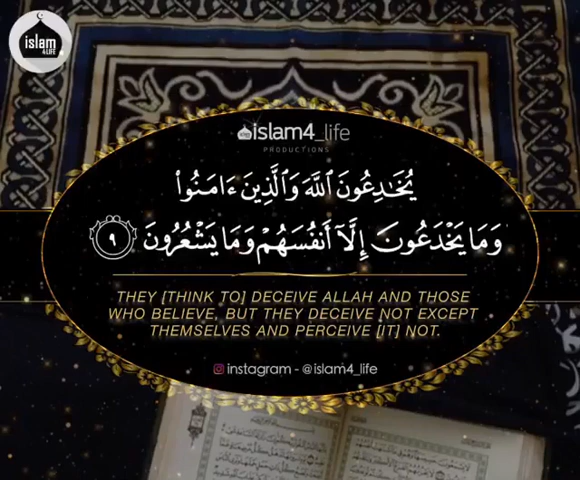 islam
4LIFE
islam4_life
PRODUCTIONS
يُخَٰدِعُونَ ٱللَّهَ وَٱلَّذِينَ ءَامَنُوا۟
وَمَا يَخْدَعُونَ إِلَّآ أَنفُسَهُمْ وَمَا يَشْعُرُونَ ٩
THEY [THINK TO] DECEIVE ALLAH AND THOSE
WHO BELIEVE, BUT THEY DECEIVE NOT EXCEPT
THEMSELVES AND PERCEIVE [IT] NOT.
instagram - @islam4_life